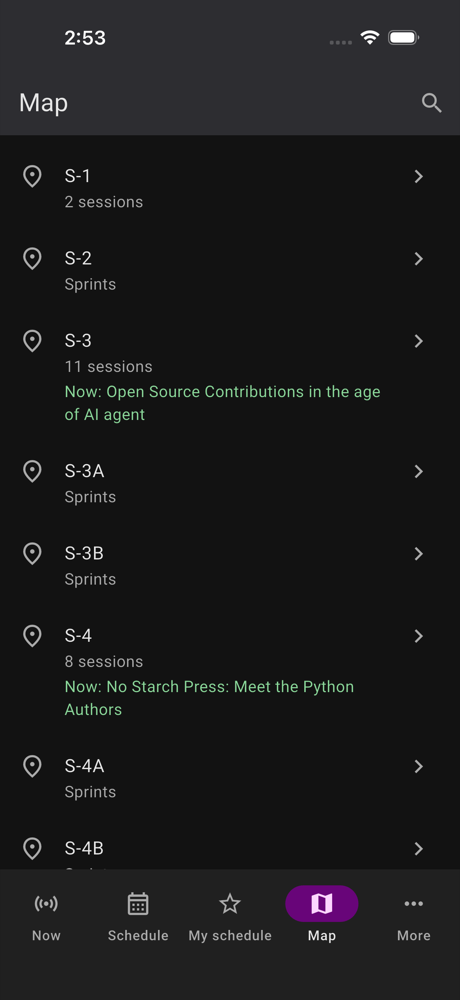 2:53
Map
S-1
2 sessions
S-2
Sprints
S-3
11 sessions
Now: Open Source Contributions in the age
of AI agent
S-3A
Sprints
S-3B
Sprints
S-4
8 sessions
Now: No Starch Press: Meet the Python
Authors
S-4A
Sprints
S-4B
Now
Schedule
My schedule
Map
More